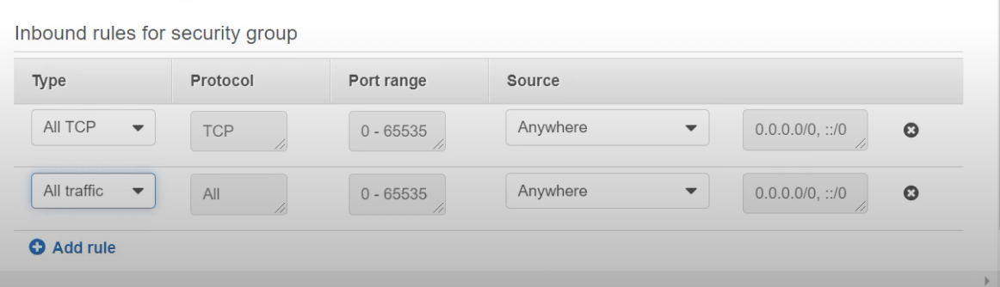 Inbound rules for security group
Type Protocol Port range Source
All TCP TCP 0 - 65535 Anywhere 0.0.0.0/0, ::/0
All traffic All 0 - 65535 Anywhere 0.0.0.0/0, ::/0
Add rule